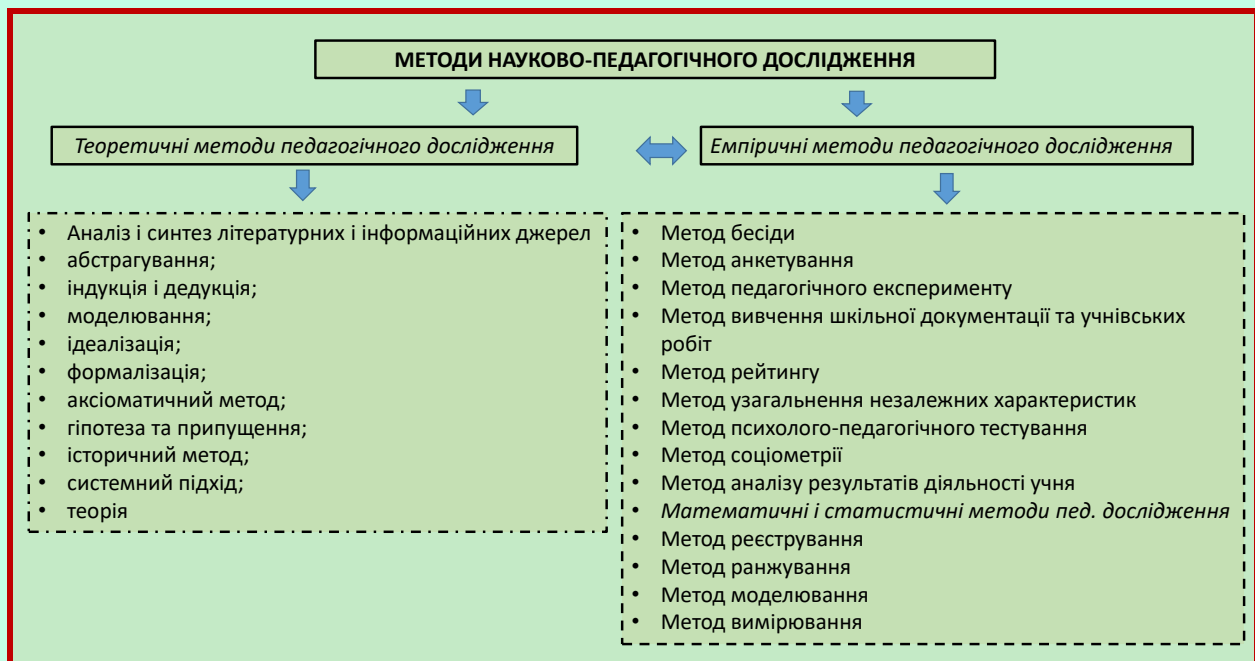 МЕТОДИ НАУКОВО-ПЕДАГОГІЧНОГО ДОСЛІДЖЕННЯ
Теоретичні методи педагогічного дослідження
Емпіричні методи педагогічного дослідження
• Аналіз і синтез літературних і інформаційних джерел
• абстрагування;
• індукція і дедукція;
• моделювання;
• ідеалізація;
• формалізація;
• аксіоматичний метод;
• гіпотеза та припущення;
• історичний метод;
• системний підхід;
• теорія
• Метод бесіди
• Метод анкетування
• Метод педагогічного експерименту
• Метод вивчення шкільної документації та учнівських
робіт
• Метод рейтингу
• Метод узагальнення незалежних характеристик
• Метод психолого-педагогічного тестування
• Метод соціометрії
• Метод аналізу результатів діяльності учня
• Математичні і статистичні методи пед. дослідження
• Метод реєстрування
• Метод ранжування
• Метод моделювання
• Метод вимірювання